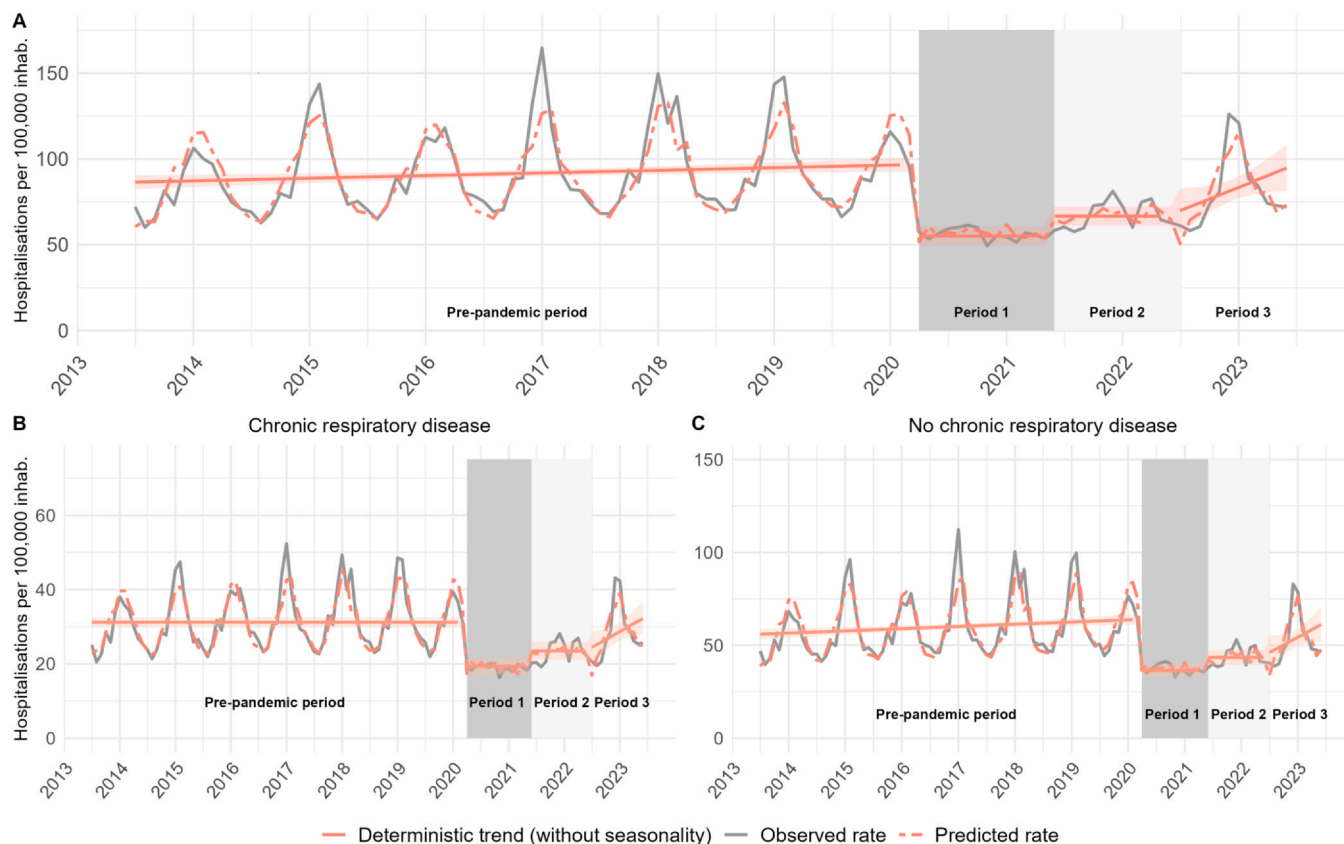 A
Hospitalisations per 100,000 inhab.
150
100
50
0
Pre-pandemic period
Period 1
Period 2
Period 3
2013
2014
2015
2016
2017
2018
2019
2020
2021
2022
2023
B
Chronic respiratory disease
Hospitalisations per 100,000 inhab.
60
40
20
0
Pre-pandemic period
Period 1
Period 2
Period 3
2013
2014
2015
2016
2017
2018
2019
2020
2021
2022
2023
C
No chronic respiratory disease
150
100
50
0
Pre-pandemic period
Period 1
Period 2
Period 3
2013
2014
2015
2016
2017
2018
2019
2020
2021
2022
2023
Deterministic trend (without seasonality) Observed rate Predicted rate